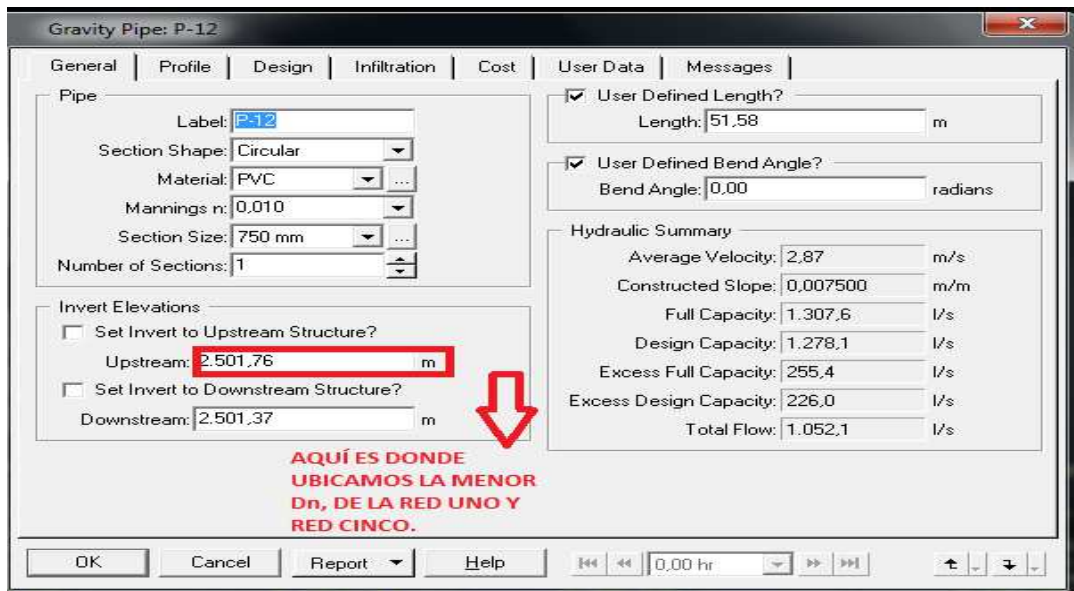 Gravity Pipe: P-12
General
Profile
Design
Infiltration
Cost
User Data
Messages
Pipe
Label: P-12
Section Shape: Circular
Material: PVC ...
Mannings n: 0,010
Section Size: 750 mm ...
Number of Sections: 1
Invert Elevations
Set Invert to Upstream Structure?
Upstream: 2.501,76 m
Set Invert to Downstream Structure?
Downstream: 2.501,37 m
User Defined Length?
Length: 51,58 m
User Defined Bend Angle?
Bend Angle: 0,00 radians
Hydraulic Summary
Average Velocity: 2,87 m/s
Constructed Slope: 0,007500 m/m
Full Capacity: 1.307,6 l/s
Design Capacity: 1.278,1 l/s
Excess Full Capacity: 255,4 l/s
Excess Design Capacity: 226,0 l/s
Total Flow: 1.052,1 l/s
AQUÍ ES DONDE
UBICAMOS LA MENOR
Dn, DE LA RED UNO Y
RED CINCO.
OK
Cancel
Report
Help
0,00 hr